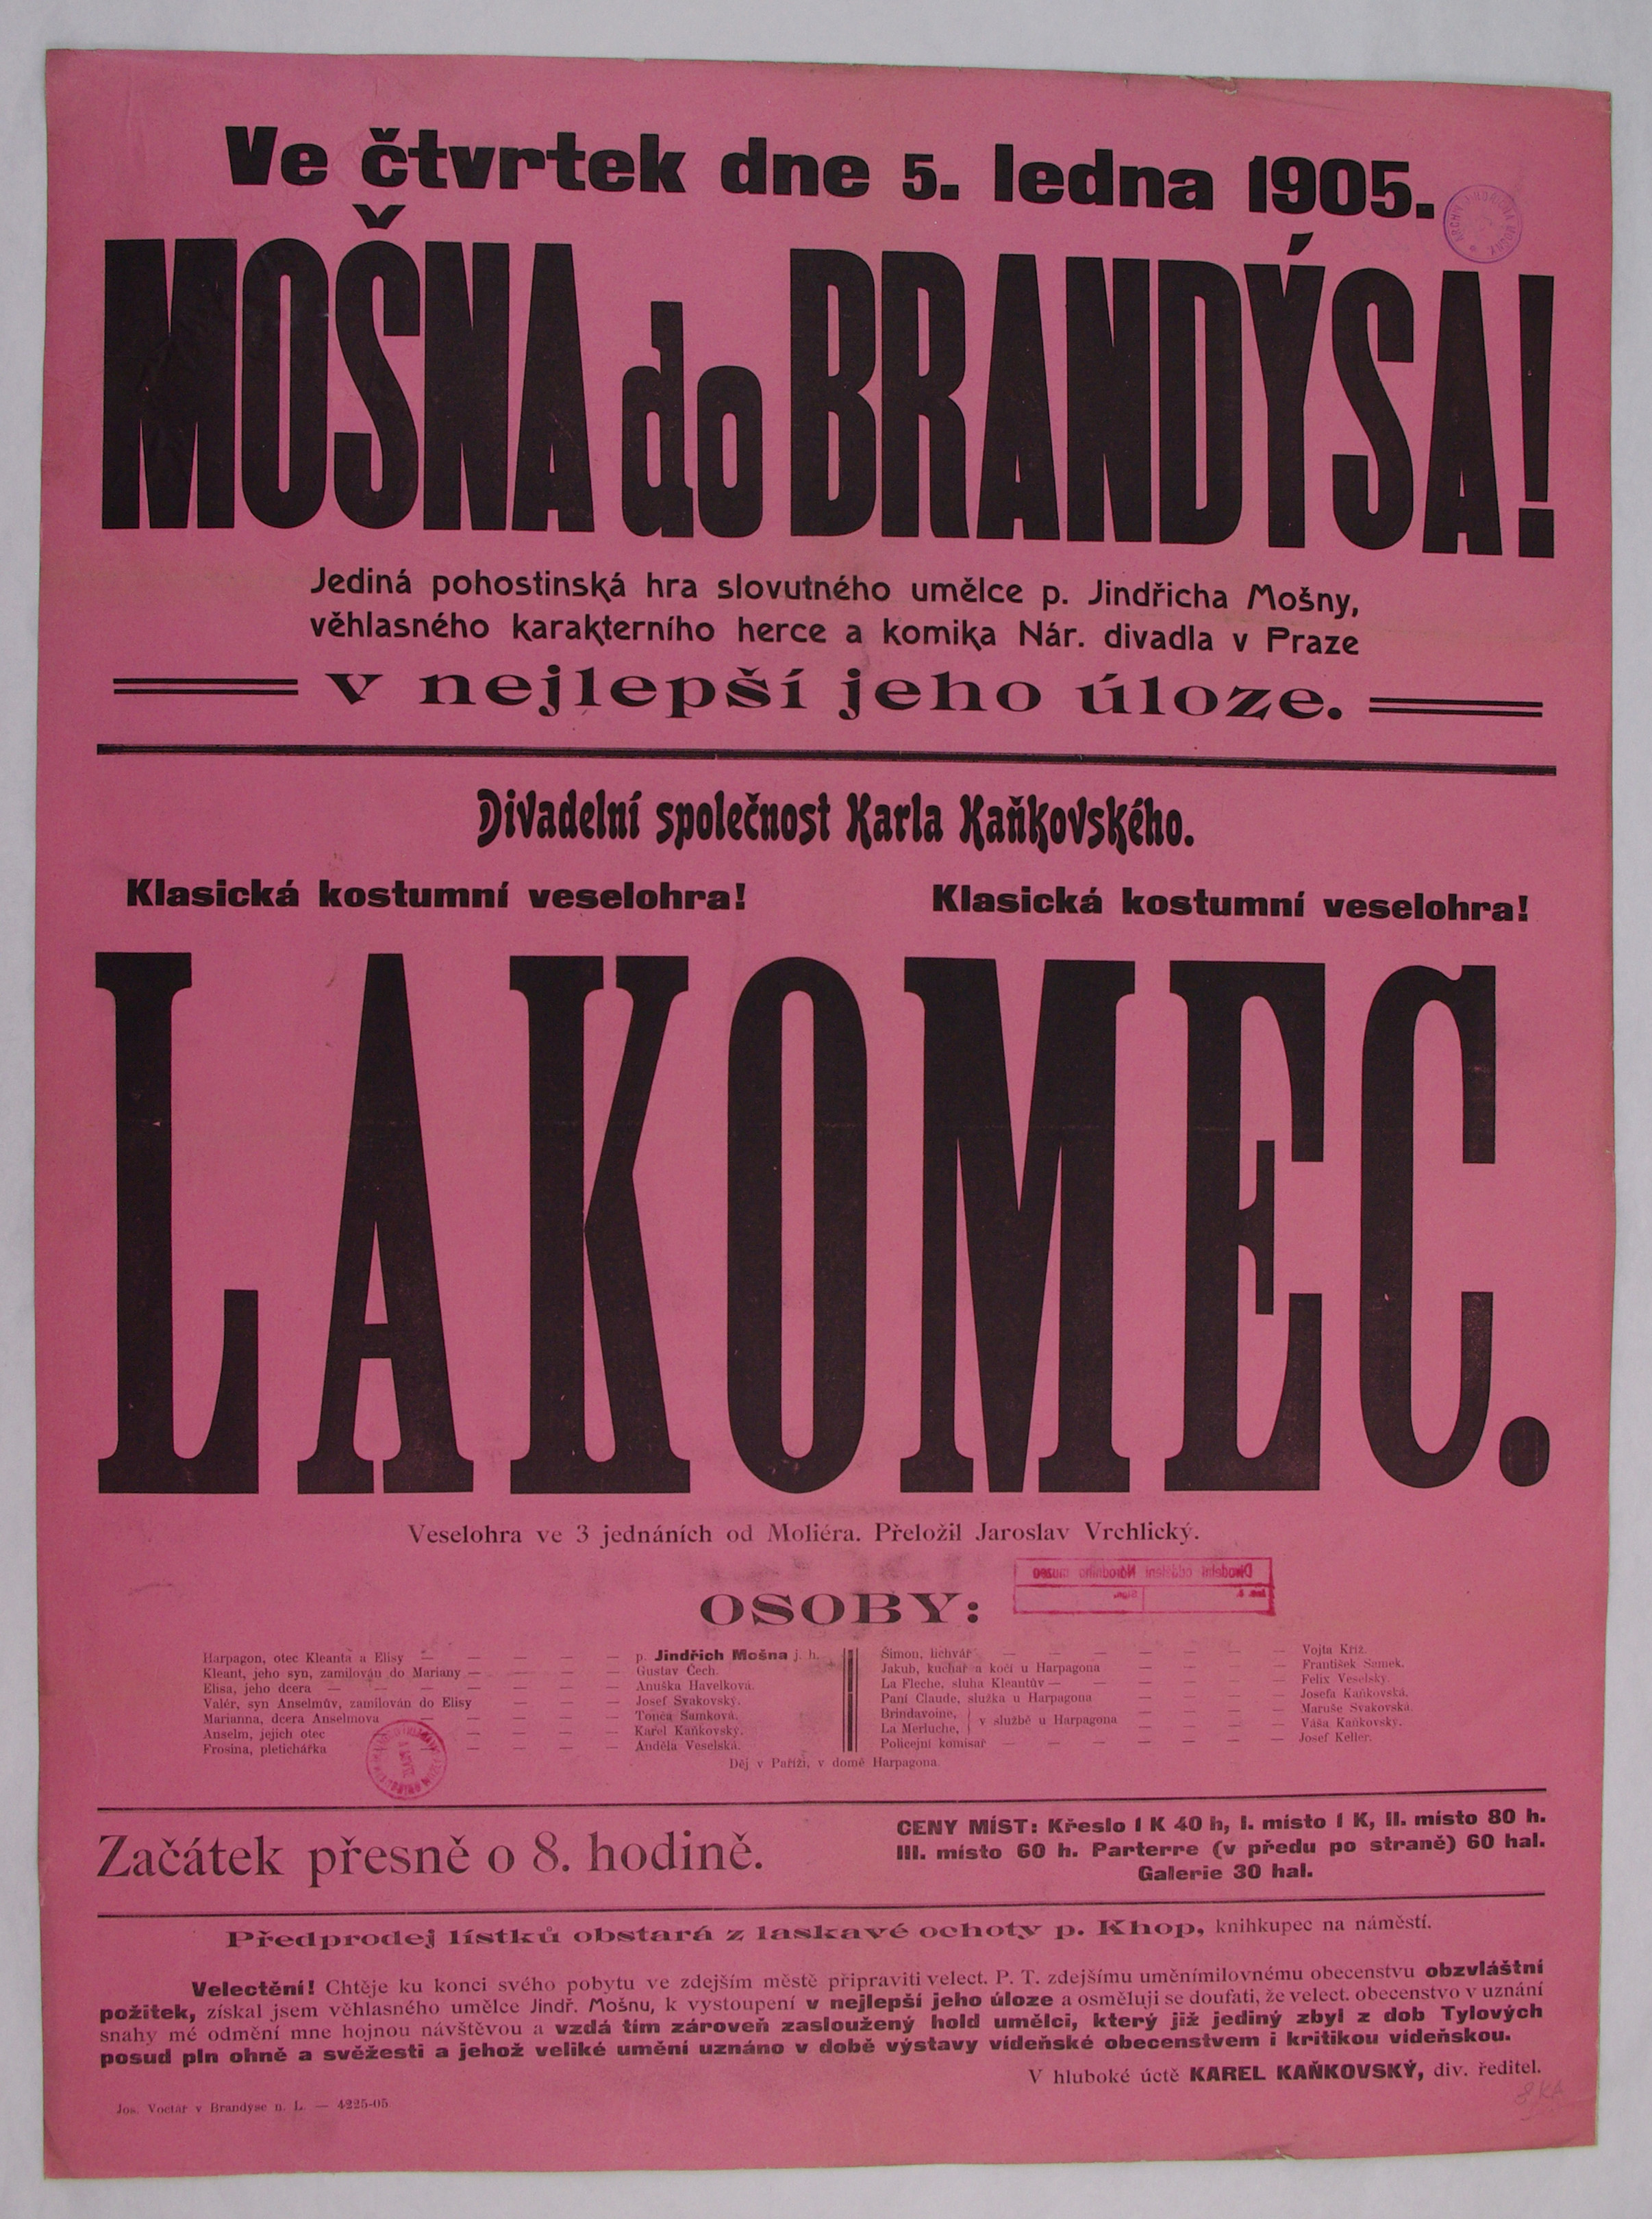 Ve čtvrtek dne 5. ledna 1905.
MOŠNA do BRANDÝSA!
Jediná pohostinská hra slovutného umělce p. Jindřicha Mošny,
věhlasného karakterního herce a komika Nár. divadla v Praze
v nejlepší jeho úloze.
Divadelní společnost Karla Kaňkovského.
Klasická kostumní veselohra! Klasická kostumní veselohra!
LAKOMEC.
Veselohra ve 3 jednáních od Moliéra. Přeložil Jaroslav Vrchlický.
Divadelní oddělení Národního musea
OSOBY:
Harpagon, otec Kleanta a Elisy — — — — p. Jindřich Mošna j. h.
Kleant, jeho syn, zamilován do Mariany — — — — Gustav Čech.
Elisa, jeho dcera — — — — — Anuška Havelková.
Valér, syn Anselmův, zamilován do Elisy — — — Josef Svakovský.
Marianna, dcera Anselmova — — — — Tonča Šamková.
Anselm, jejich otec — — — — Karel Kaňkovský.
Frosina, pletichářka — — — — Anděla Veselská.
Šimon, lichvář — — — — — Vojta Kříž.
Jakub, kuchař a kočí u Harpagona — — — — František Samek.
La Fleche, sluha Kleantův — — — — — Felix Veselský.
Paní Claude, služka u Harpagona — — — — Josefa Kaňkovská.
Brindavoine, } v službě u Harpagona — — — — Maruše Svakovská
La Merluche, Váša Kaňkovský.
Policejní komisař — — — — — Josef Keller.
Děj v Paříži, v domě Harpagona.
Začátek přesně o 8. hodině.
CENY MÍST: Křeslo 1 K 40 h, I. místo 1 K, II. místo 80 h.
III. místo 60 h. Parterre (v předu po straně) 60 hal.
Galerie 30 hal.
Předprodej lístků obstará z laskavé ochoty p. Khop, knihkupec na náměstí.
Velectění! Chtěje ku konci svého pobytu ve zdejším městě připraviti velect. P. T. zdejšímu uměnímilovnému obecenstvu obzvláštní
požitek, získal jsem věhlasného umělce Jindř. Mošnu, k vystoupení v nejlepší jeho úloze a osměluji se doufati, že velect. obecenstvo v uznání
snahy mé odmění mne hojnou návštěvou a vzdá tím zároveň zasloužený hold umělci, který již jediný zbyl z dob Tylových
posud pln ohně a svěžesti a jehož veliké umění uznáno v době výstavy vídeňské obecenstvem i kritikou vídeňskou.
V hluboké úctě KAREL KAŇKOVSKÝ, div. ředitel.
Jos. Voctář v Brandýse n. L. — 4225-05.